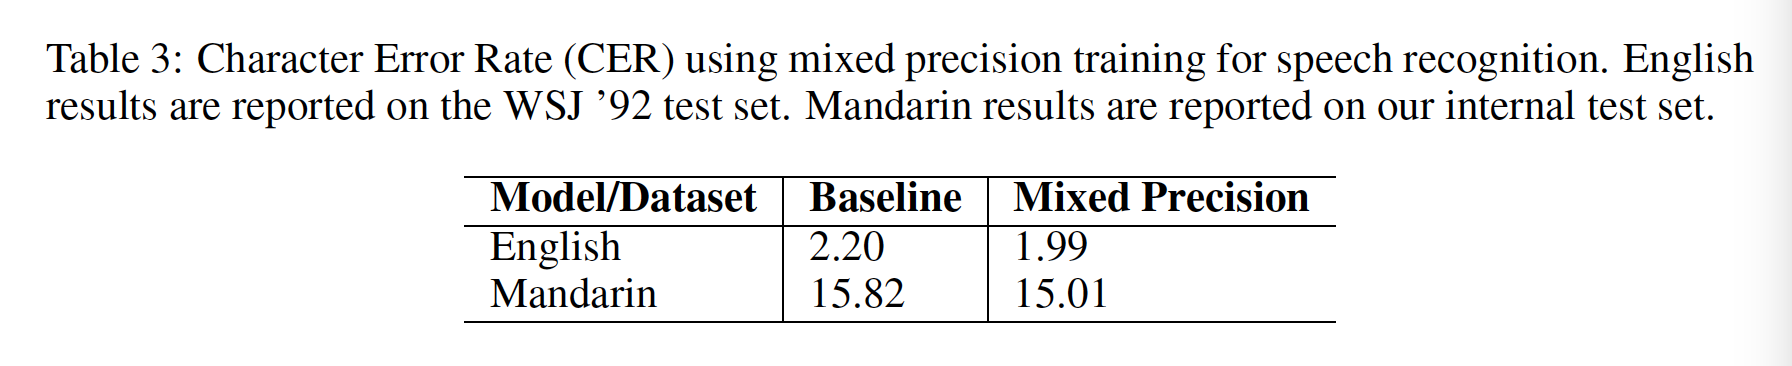 Table 3: Character Error Rate (CER) using mixed precision training for speech recognition. English
results are reported on the WSJ ’92 test set. Mandarin results are reported on our internal test set.
Model/Dataset Baseline Mixed Precision
English 2.20 1.99
Mandarin 15.82 15.01